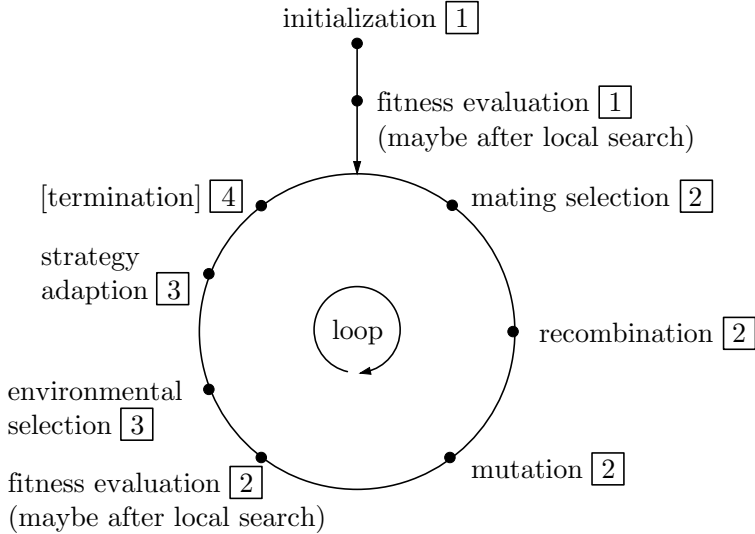 initialization 1
fitness evaluation 1
(maybe after local search)
[termination] 4
mating selection 2
strategy
adaption 3
loop
recombination 2
environmental
selection 3
mutation 2
fitness evaluation 2
(maybe after local search)